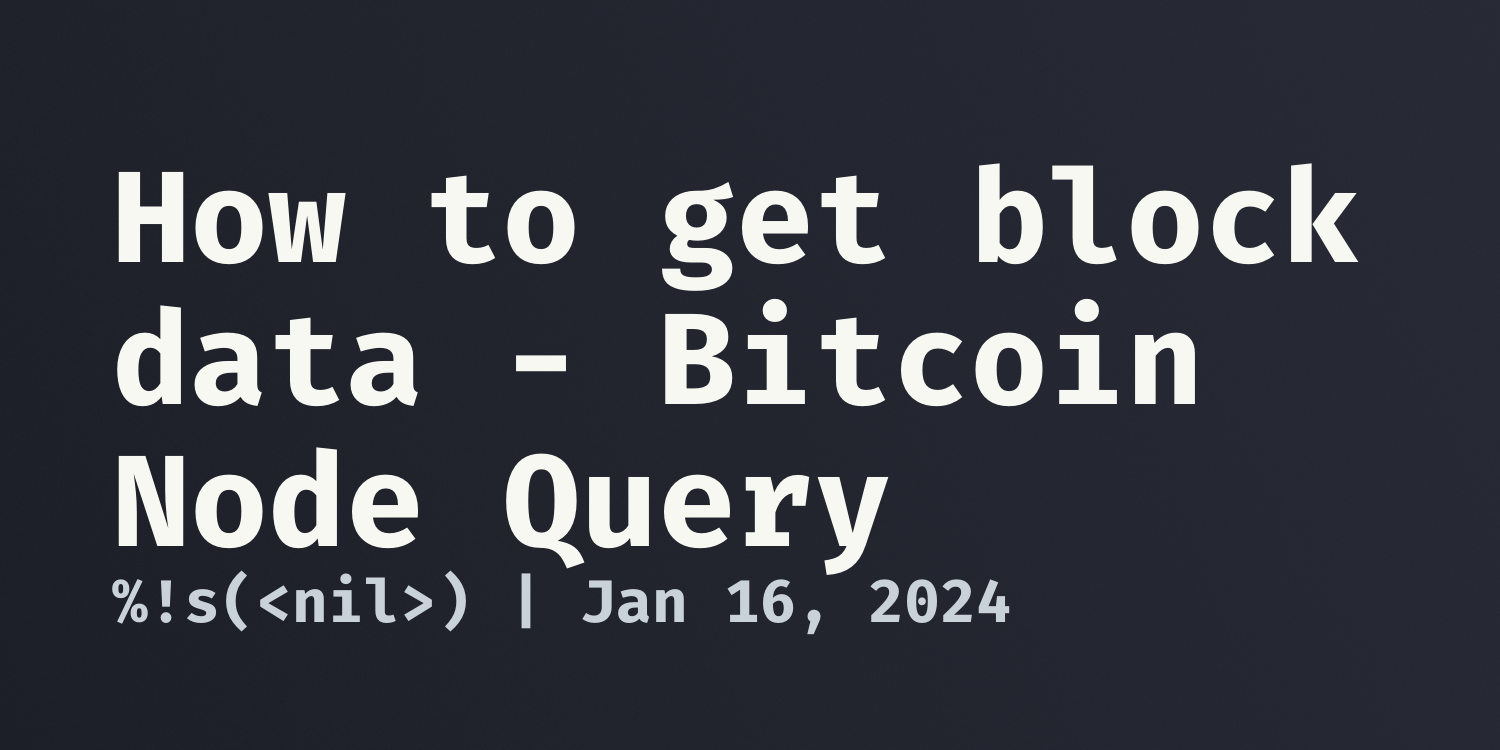 How to get block
data - Bitcoin
Node Query
%!s(<nil>) | Jan 16, 2024